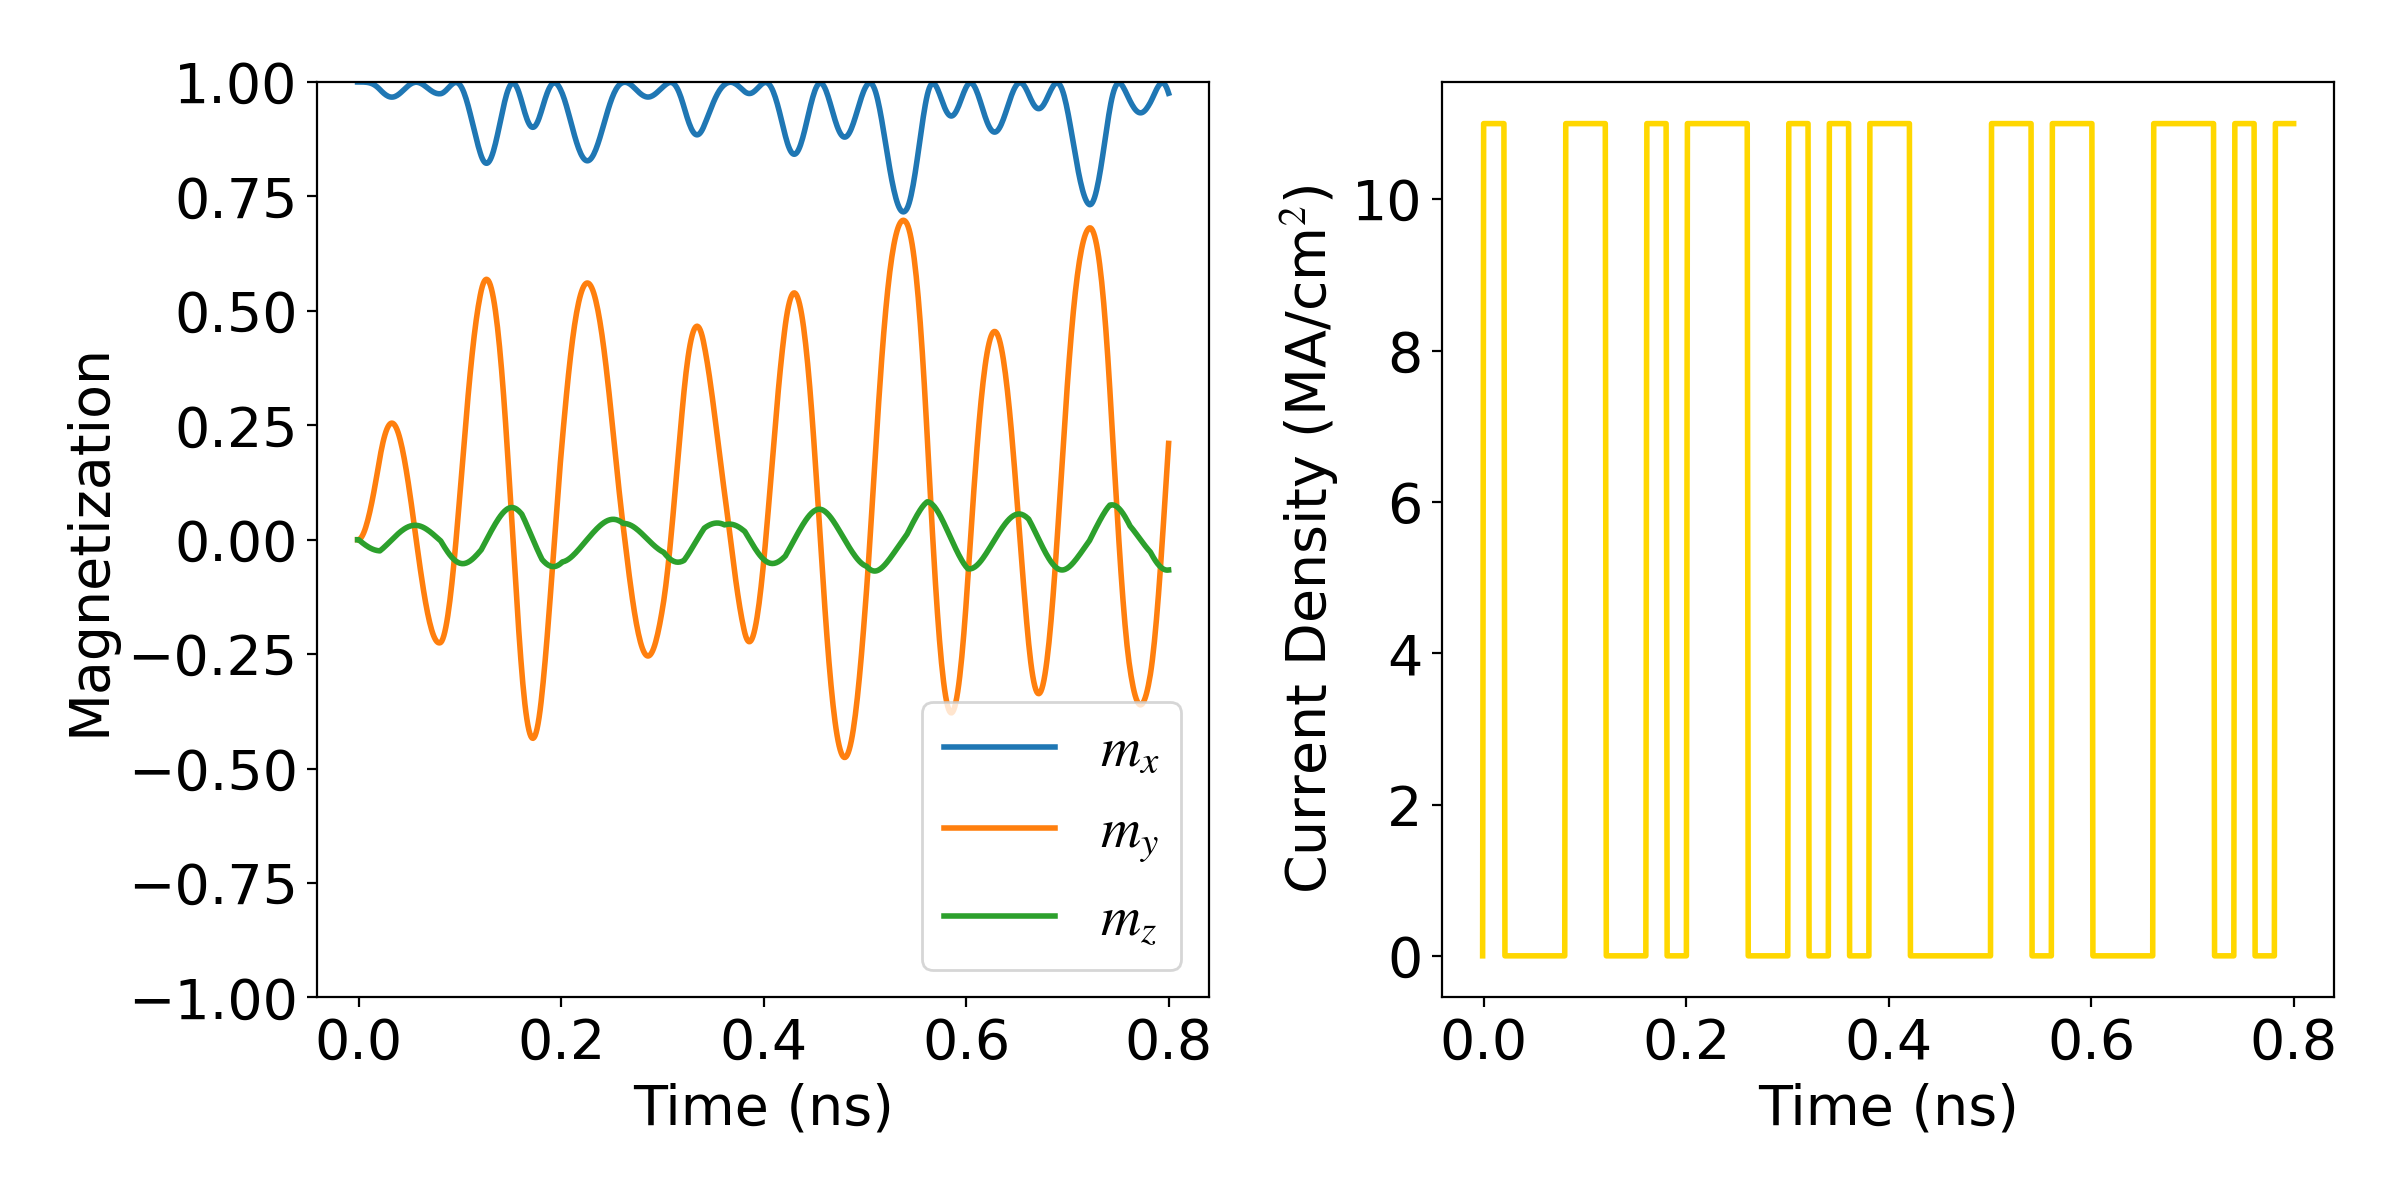 1.00
0.75
0.50
0.25
0.00
−0.25
−0.50
−0.75
−1.00
Magnetization
0.0 0.2 0.4 0.6 0.8
Time (ns)
m_x
m_y
m_z
10
8
6
4
2
0
Current Density (MA/cm²)
0.0 0.2 0.4 0.6 0.8
Time (ns)